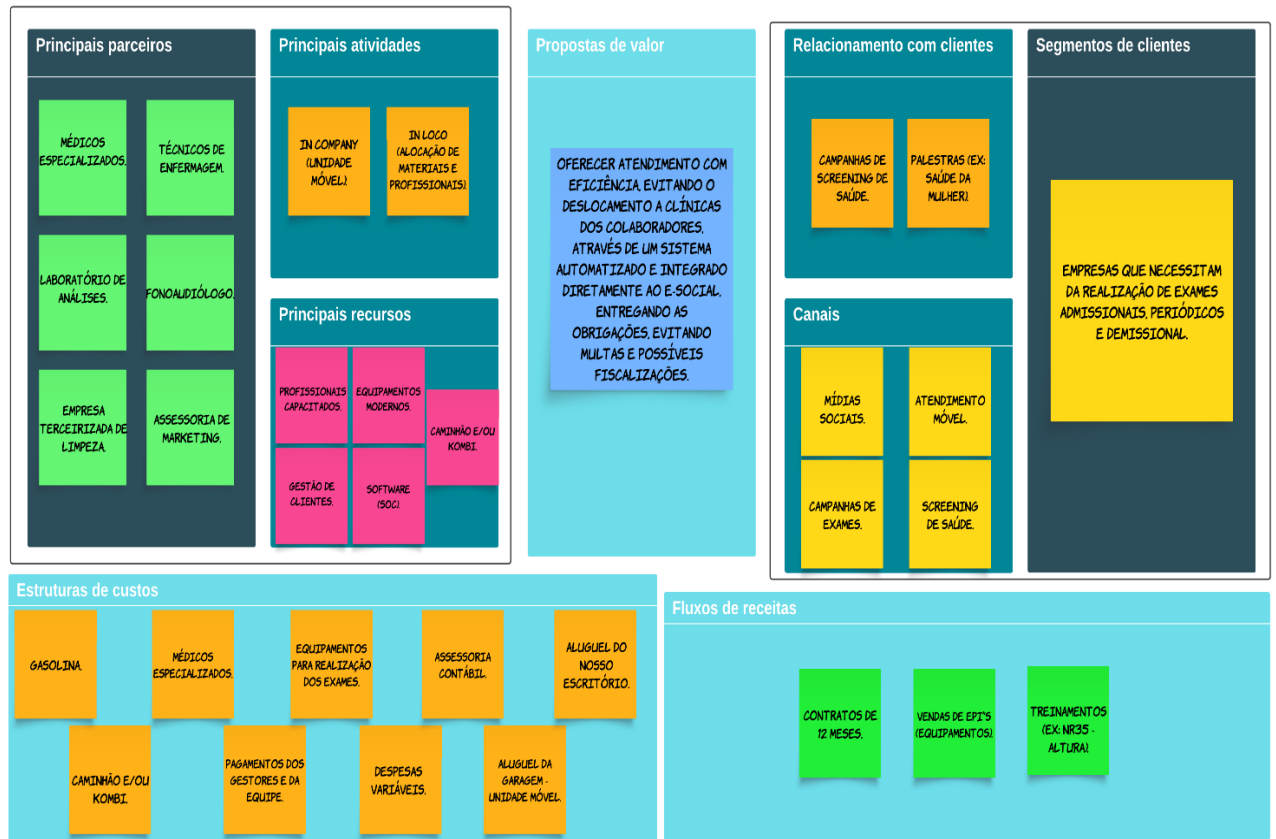 Principais parceiros
MÉDICOS
ESPECIALIZADOS.
TÉCNICOS DE
ENFERMAGEM.
LABORATÓRIO DE
ANÁLISES.
FONOAUDIÓLOGO.
EMPRESA
TERCEIRIZADA DE
LIMPEZA.
ASSESSORIA DE
MARKETING.
Principais atividades
IN COMPANY
(UNIDADE
MÓVEL).
IN LOCO
(ALOCAÇÃO DE
MATERIAIS E
PROFISSIONAIS).
Principais recursos
PROFISSIONAIS
CAPACITADOS.
EQUIPAMENTOS
MODERNOS.
CAMINHÃO E/OU
KOMBI.
GESTÃO DE
CLIENTES.
SOFTWARE
(SOC).
Propostas de valor
OFERECER ATENDIMENTO COM
EFICIÊNCIA, EVITANDO O
DESLOCAMENTO A CLÍNICAS
DOS COLABORADORES,
ATRAVÉS DE UM SISTEMA
AUTOMATIZADO E INTEGRADO
DIRETAMENTE AO E-SOCIAL,
ENTREGANDO AS
OBRIGAÇÕES, EVITANDO
MULTAS E POSSÍVEIS
FISCALIZAÇÕES.
Relacionamento com clientes
CAMPANHAS DE
SCREENING DE
SAÚDE.
PALESTRAS (EX:
SAÚDE DA
MULHER).
Canais
MÍDIAS
SOCIAIS.
ATENDIMENTO
MÓVEL.
CAMPANHAS DE
EXAMES.
SCREENING
DE SAÚDE.
Segmentos de clientes
EMPRESAS QUE NECESSITAM
DA REALIZAÇÃO DE EXAMES
ADMISSIONAIS, PERIÓDICOS
E DEMISSIONAL.
Estruturas de custos
GASOLINA.
MÉDICOS
ESPECIALIZADOS.
EQUIPAMENTOS
PARA REALIZAÇÃO
DOS EXAMES.
ASSESSORIA
CONTÁBIL.
ALUGUEL DO
NOSSO
ESCRITÓRIO.
CAMINHÃO E/OU
KOMBI.
PAGAMENTOS DOS
GESTORES E DA
EQUIPE.
DESPESAS
VARIÁVEIS.
ALUGUEL DA
GARAGEM -
UNIDADE MÓVEL.
Fluxos de receitas
CONTRATOS DE
12 MESES.
VENDAS DE EPI'S
(EQUIPAMENTOS).
TREINAMENTOS
(EX: NR35 -
ALTURA).